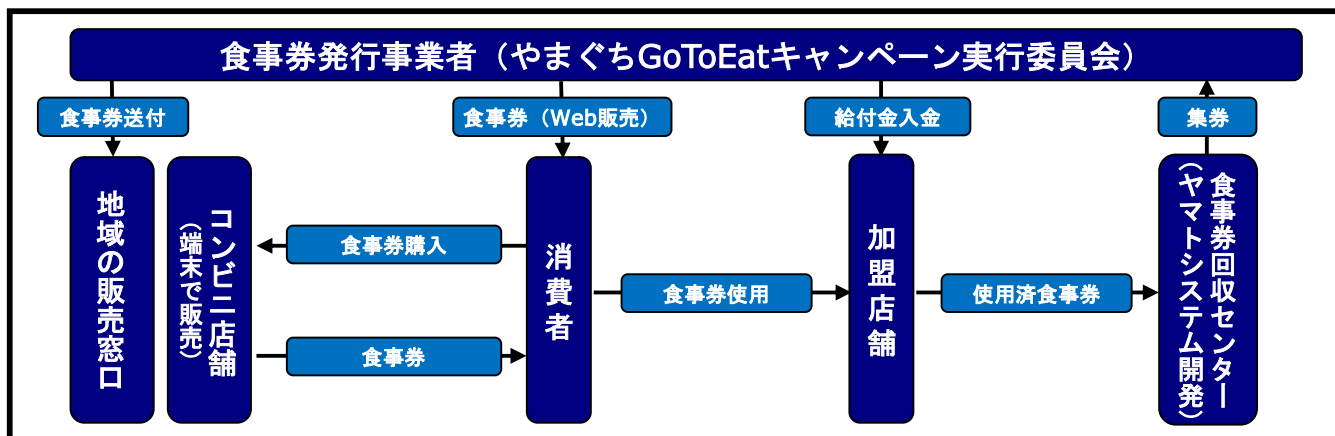 食事券発行事業者（やまぐちGoToEatキャンペーン実行委員会）
食事券送付
食事券（Web販売）
給付金入金
集券
地域の販売窓口
コンビニ店舗
（端末で販売）
食事券購入
食事券
消費者
食事券使用
加盟店舗
使用済食事券
食事券回収センター
（ヤマトシステム開発）